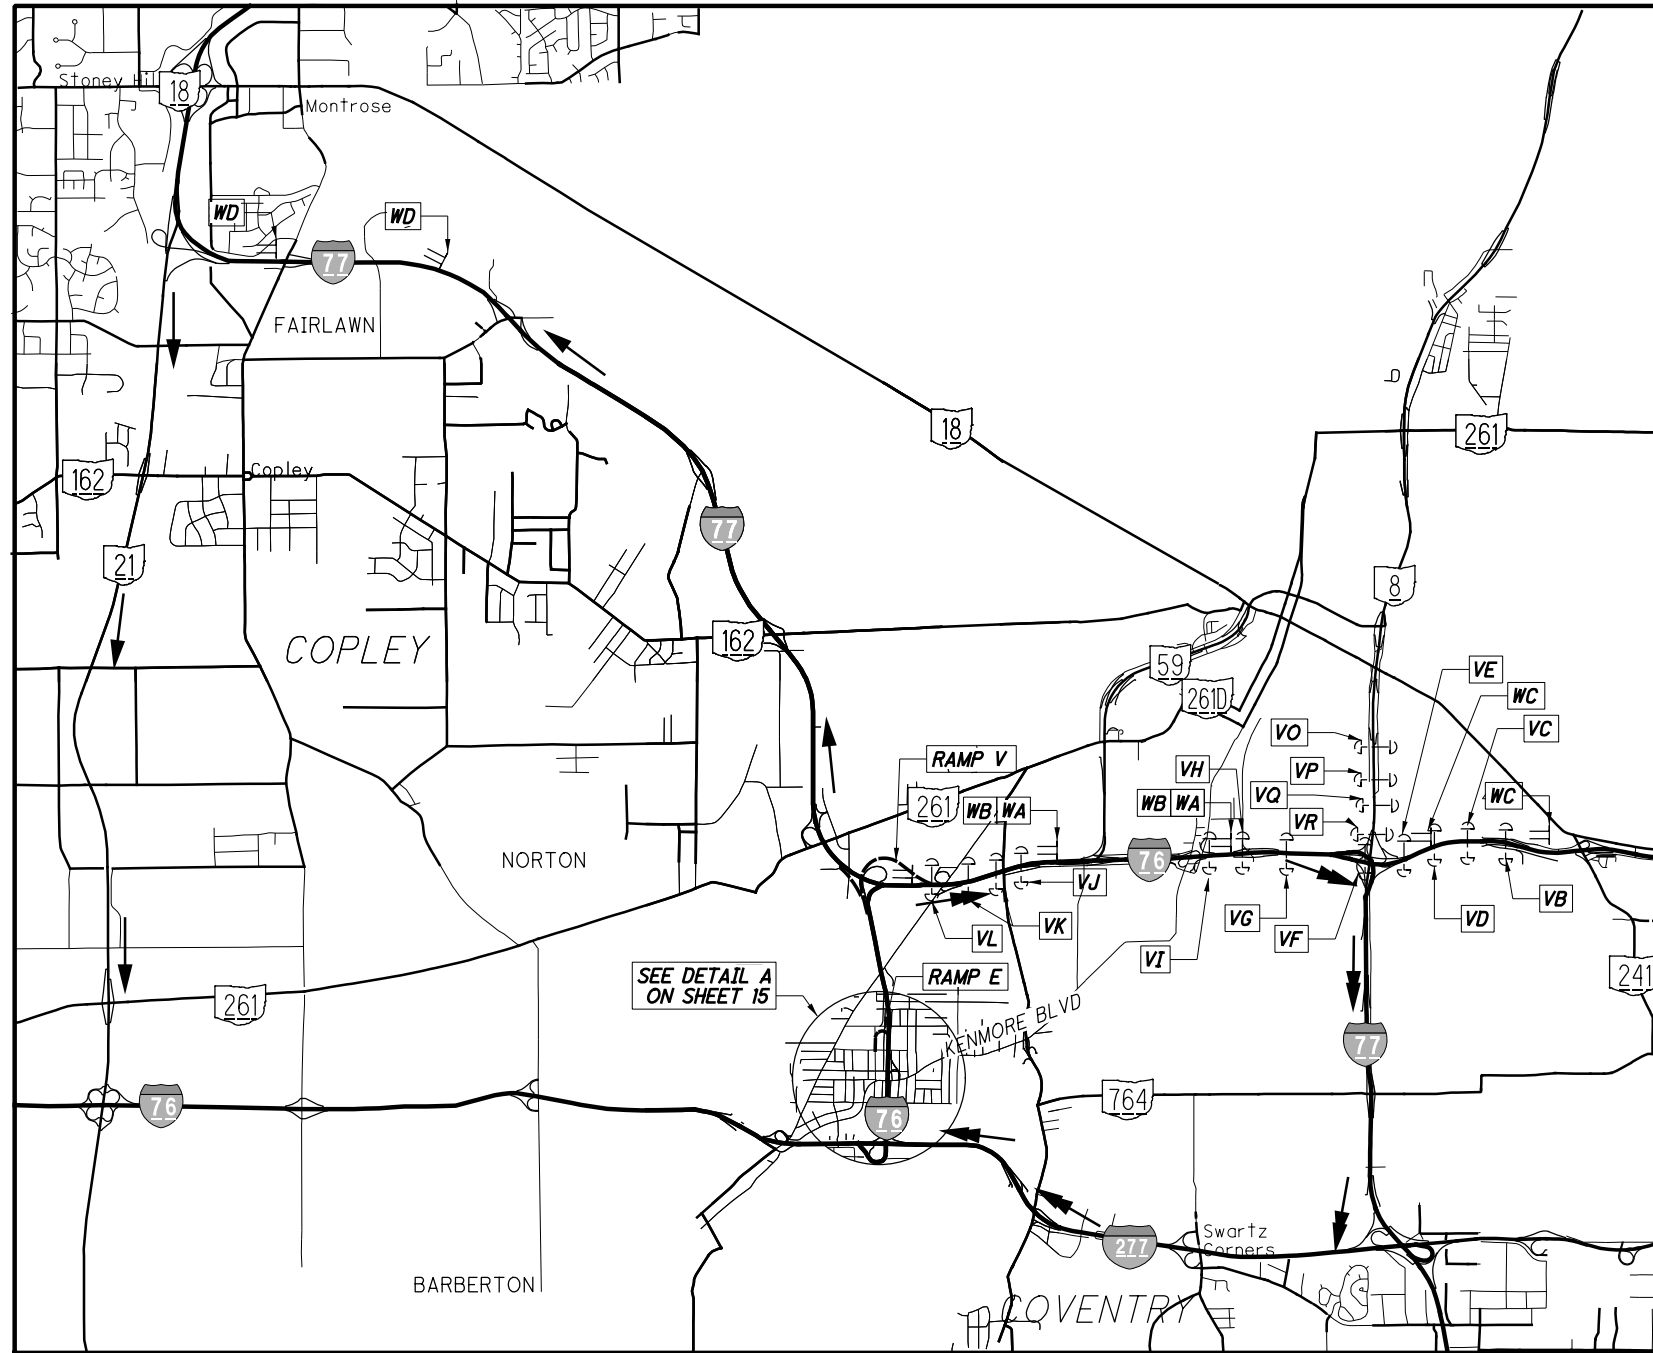 Stoney Hil
18
Montrose
WD
WD
77
FAIRLAWN
18
261
162
Copley
77
21
8
COPLEY
162
59
261D
VE
WC
VC
VO
RAMP V
VH
VP
VQ
WC
261
WB WA
WB WA
VR
NORTON
76
VJ
VK
VL
VG
VF
VI
VD
VB
SEE DETAIL A
ON SHEET 15
RAMP E
241
261
KENMORE BLVD
77
76
76
764
Swartz
Corners
277
BARBERTON
COVENTRY